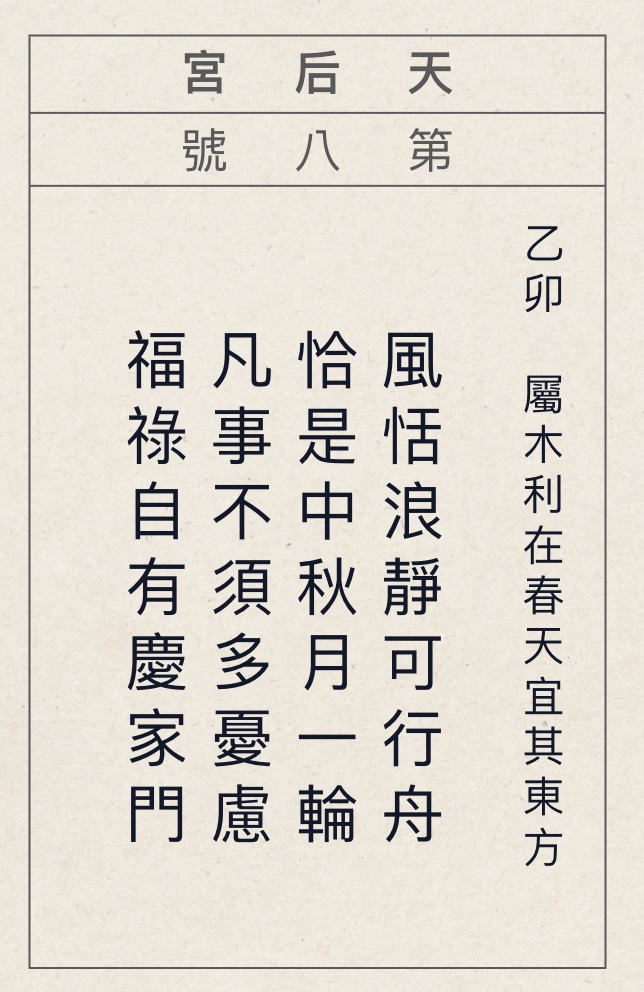 天后宮
第八號
乙卯　屬木利在春天宜其東方
風恬浪靜可行舟
恰是中秋月一輪
凡事不須多憂慮
福祿自有慶家門